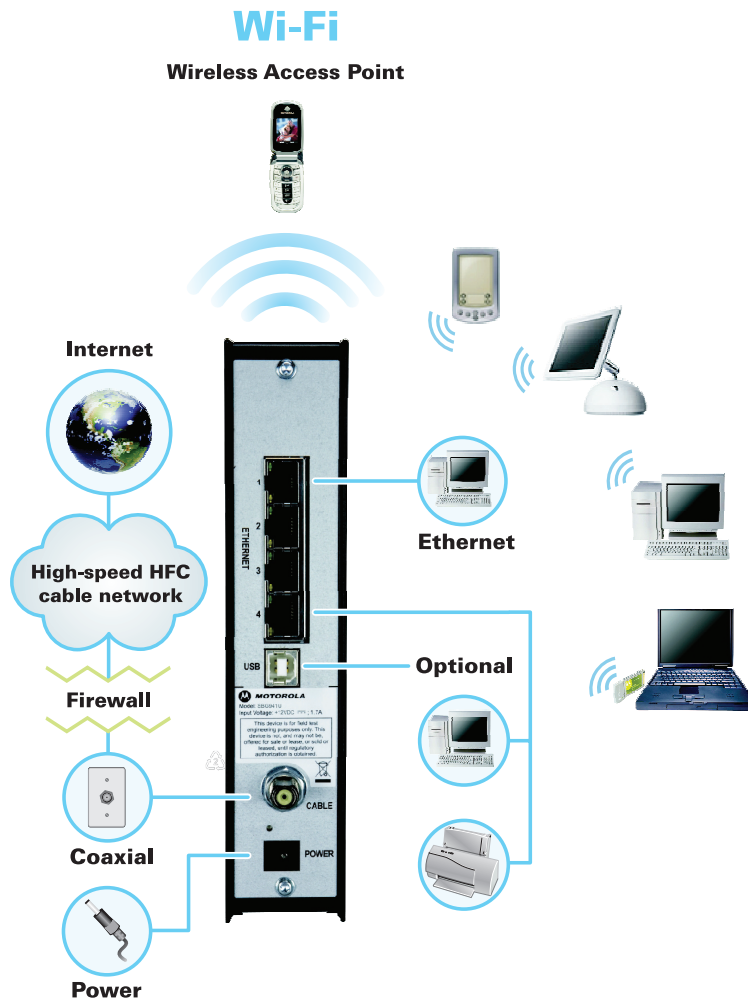 Wi-Fi
Wireless Access Point
MOTOROLA
Internet
1
2
3
4
ETHERNET
Ethernet
High-speed HFC
cable network
USB
Optional
Firewall
MOTOROLA
Model:
Input Voltage:
This device is for field test
engineering purposes only. This
device is not, and may not be,
offered for sale or lease, or sold or
leased, until regulatory
authorization is obtained.
CABLE
Coaxial
POWER
Power